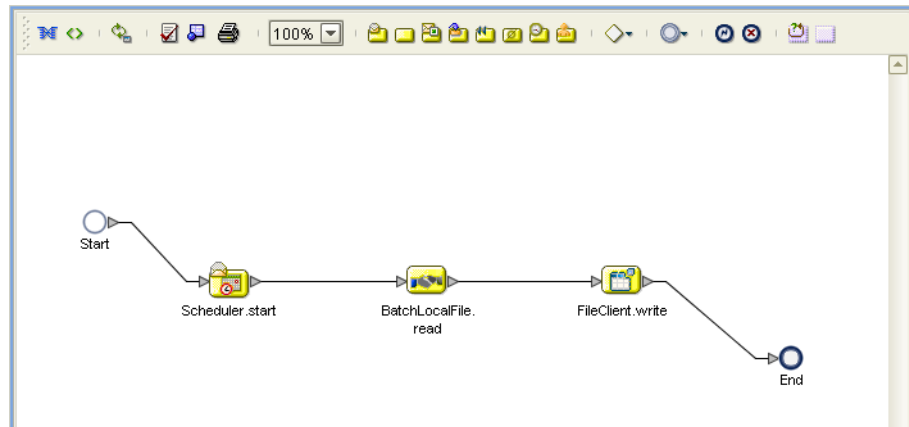 100%
Start
Scheduler.start
BatchLocalFile.
read
FileClient.write
End